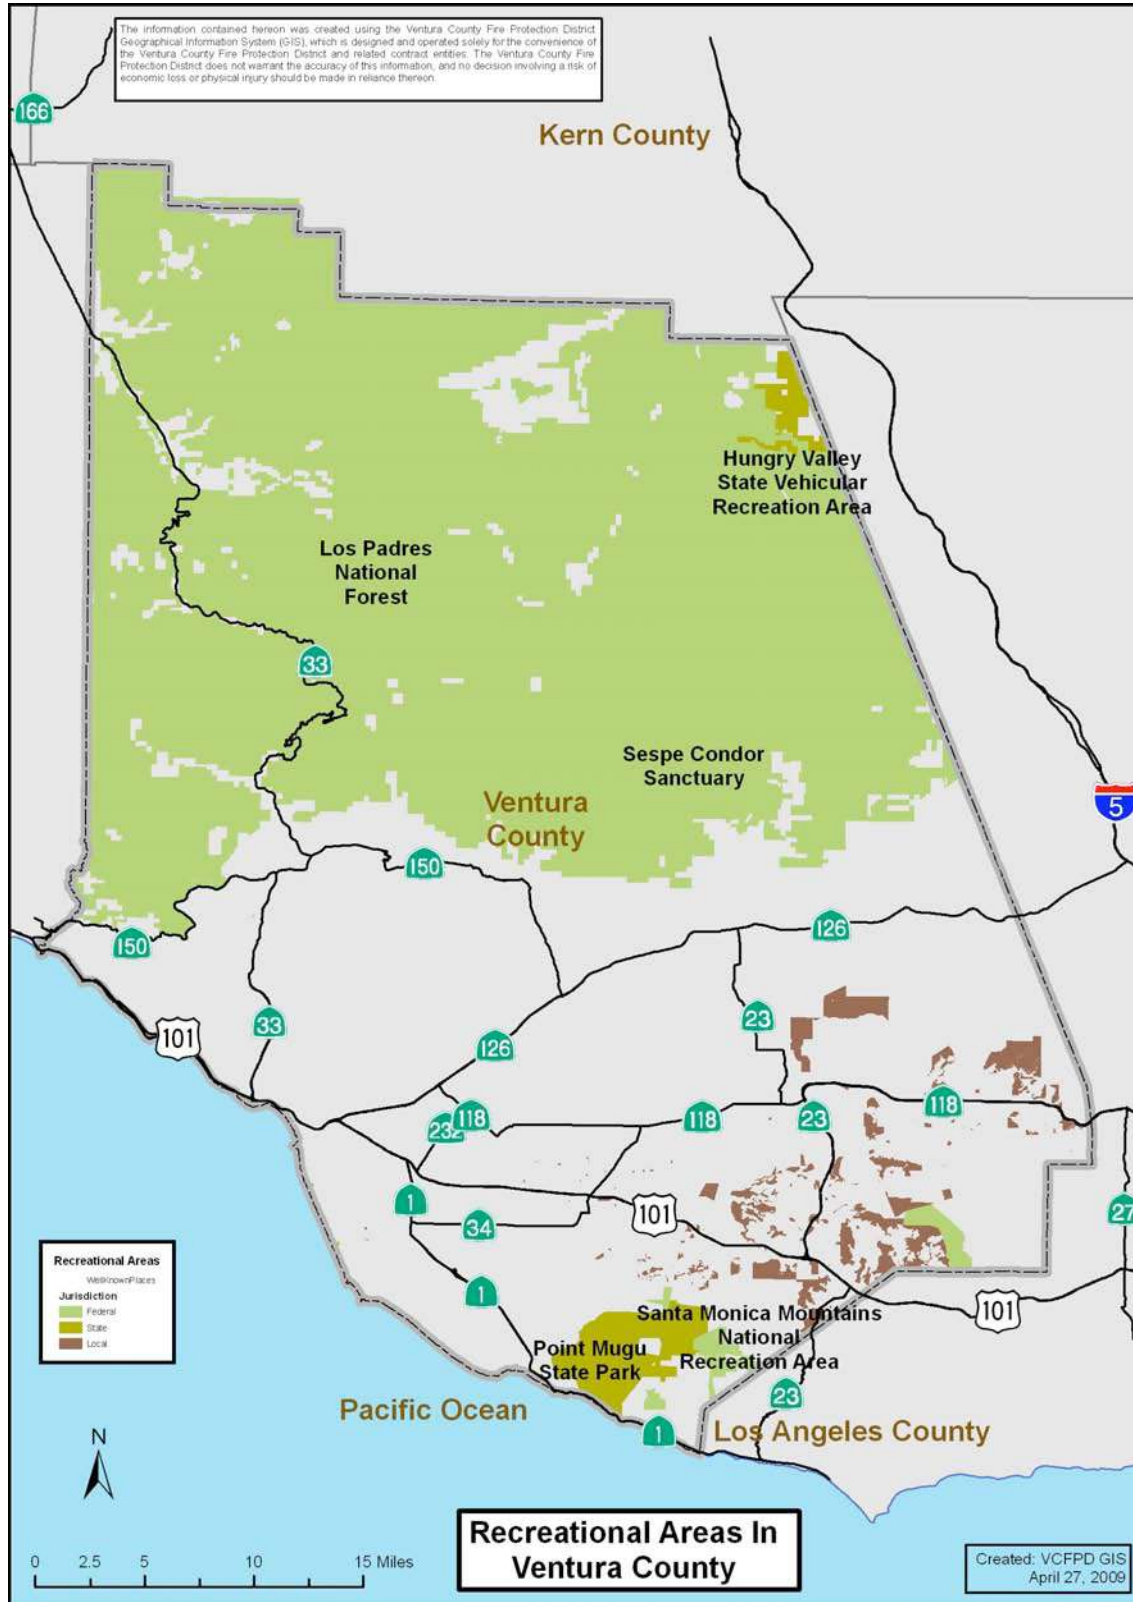 The information contained hereon was created using the Ventura County Fire Protection District
Geographical Information System (GIS), which is designed and operated solely for the convenience of
the Ventura County Fire Protection District and related contract entities. The Ventura County Fire
Protection District does not warrant the accuracy of this information, and no decision involving a risk of
economic loss or physical injury should be made in reliance thereon.
166
Kern County
Hungry Valley
State Vehicular
Recreation Area
Los Padres
National
Forest
33
Sespe Condor
Sanctuary
Ventura
County
5
150
126
150
101
33
23
126
118
232
118
23
118
1
34
101
27
1
101
Recreational Areas
WellKnownPlaces
Jurisdiction
Federal
State
Local
Santa Monica Mountains
National
Recreation Area
Point Mugu
State Park
23
Pacific Ocean
1
Los Angeles County
N
0 2.5 5 10 15 Miles
Recreational Areas In
Ventura County
Created: VCFPD GIS
April 27, 2009